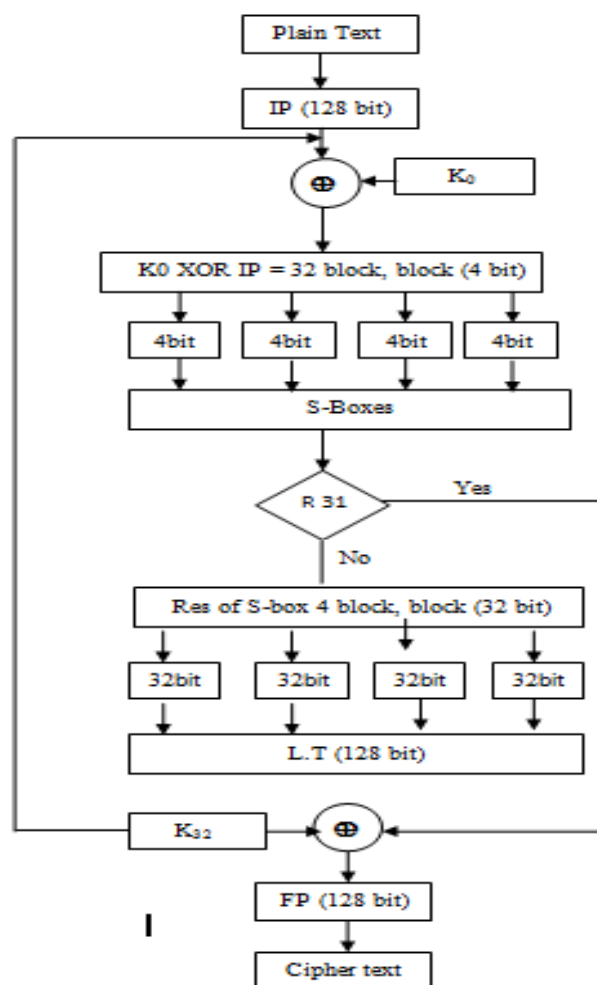 Plain Text
IP (128 bit)
⊕
K₀
K0 XOR IP = 32 block, block (4 bit)
4bit 4bit 4bit 4bit
S-Boxes
R 31
Yes
No
Res of S-box 4 block, block (32 bit)
32bit 32bit 32bit 32bit
L.T (128 bit)
K₃₂
⊕
FP (128 bit)
Cipher text